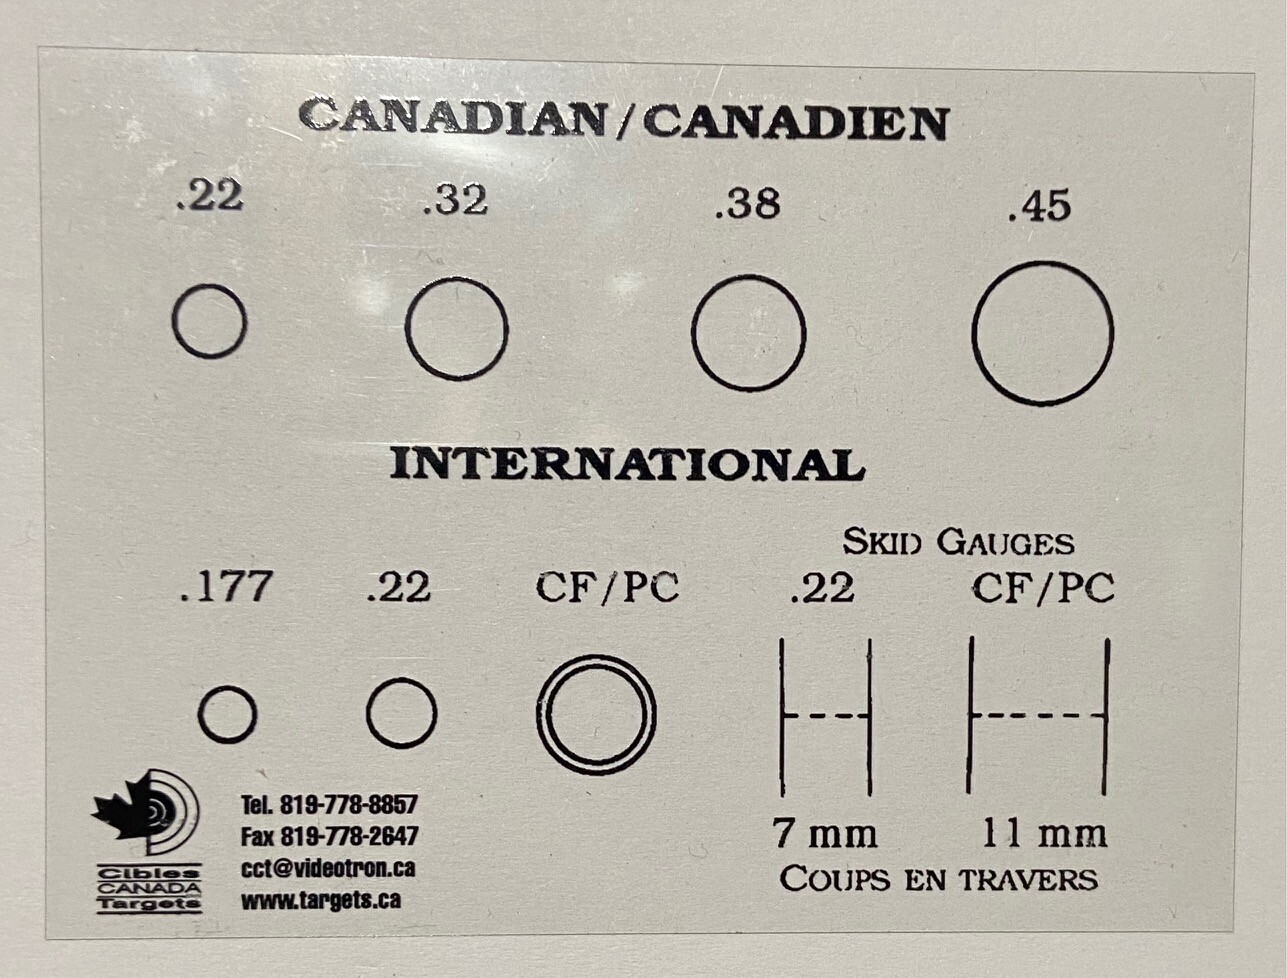 CANADIAN/CANADIEN
.22 .32 .38 .45
INTERNATIONAL
SKID GAUGES
.177 .22 CF/PC .22 CF/PC
7 mm 11 mm
COUPS EN TRAVERS
Cibles
CANADA
Targets
Tel. 819-778-8857
Fax 819-778-2647
cct@videotron.ca
www.targets.ca